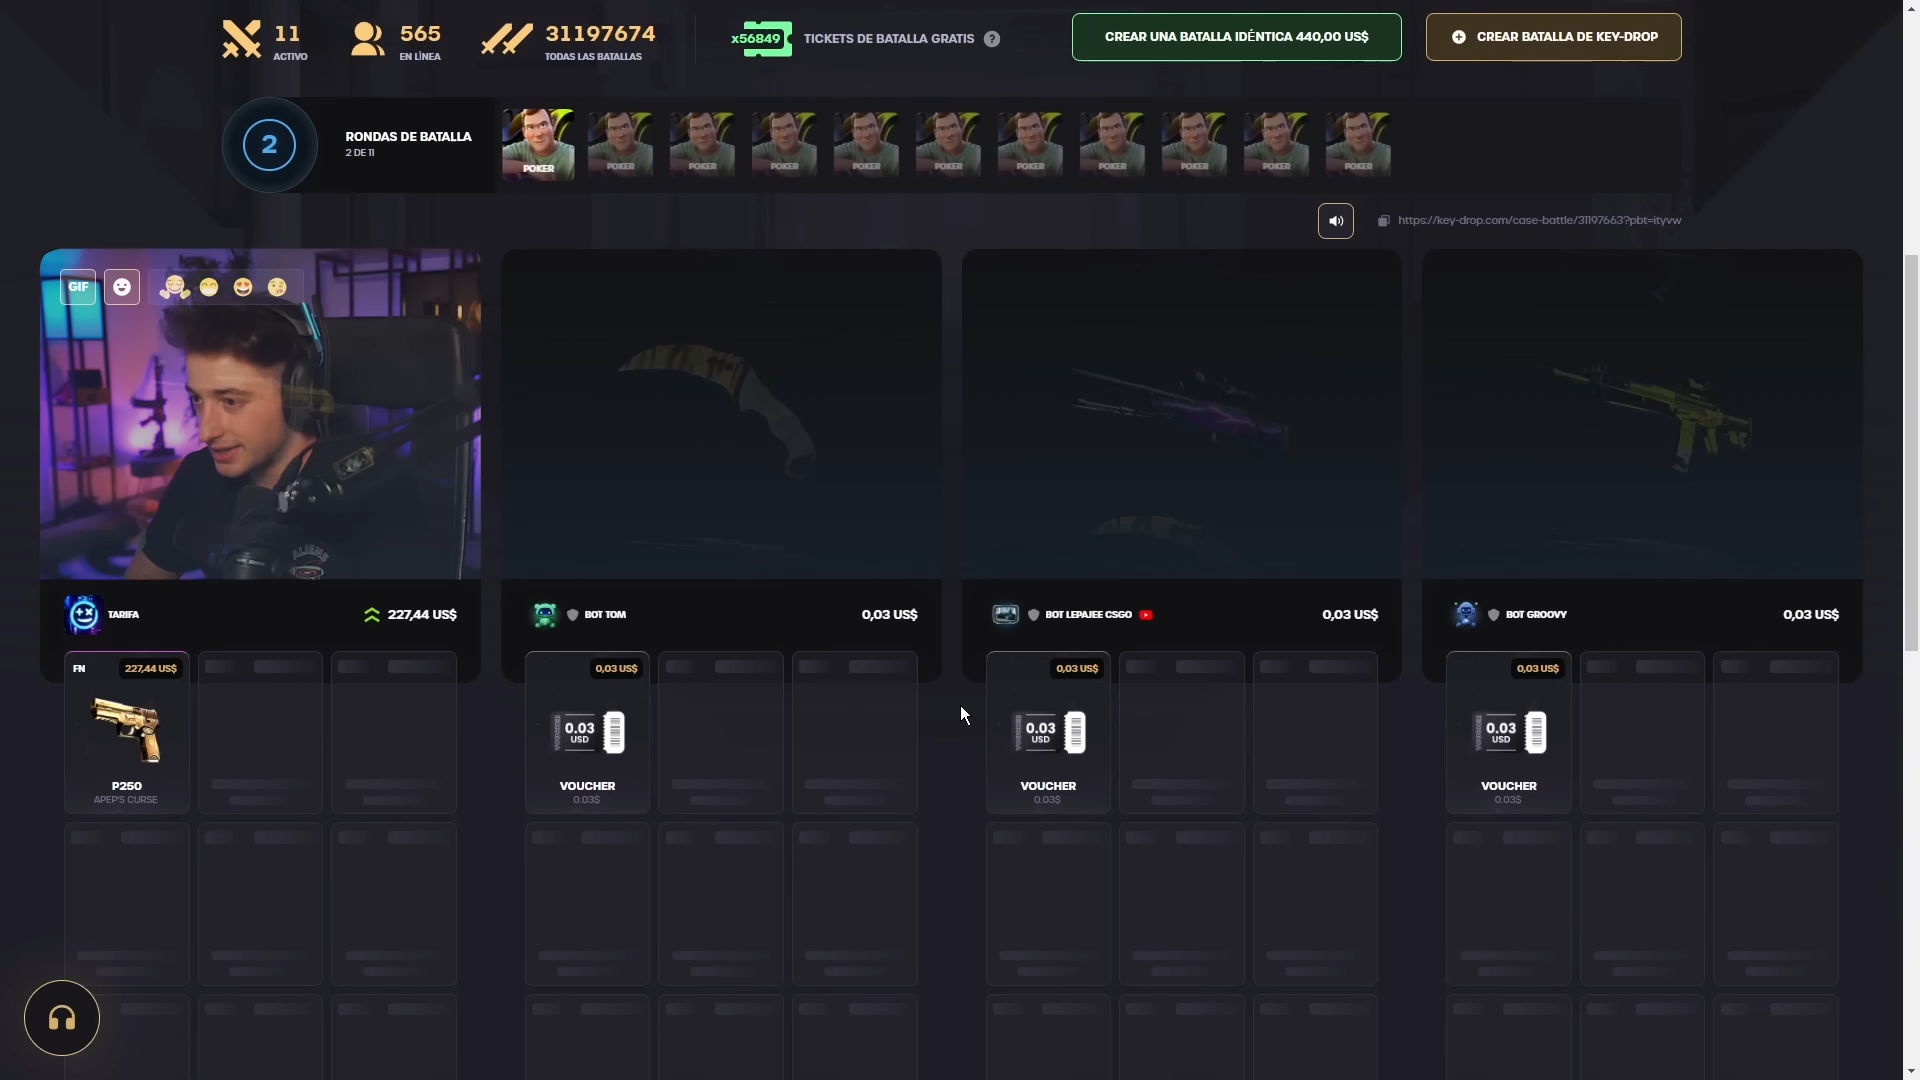 11
ACTIVO
565
EN LÍNEA
31197674
TODAS LAS BATALLAS
x56849
TICKETS DE BATALLA GRATIS
?
CREAR UNA BATALLA IDÉNTICA 440,00 US$
CREAR BATALLA DE KEY-DROP
2
RONDAS DE BATALLA
2 DE 11
POKER
POKER
POKER
POKER
POKER
POKER
POKER
POKER
POKER
POKER
POKER
https://key-drop.com/case-battle/31197663?pbt=ityvw
GIF
ALIENS
TARIFA
227,44 US$
BOT TOM
0,03 US$
BOT LEPAJEE CSGO
0,03 US$
BOT GROOVY
0,03 US$
FN
227,44 US$
P250
APEP'S CURSE
0,03 US$
VOUCHER
0.03
USD
VOUCHER
0.03$
0,03 US$
VOUCHER
0.03
USD
VOUCHER
0.03$
0,03 US$
VOUCHER
0.03
USD
VOUCHER
0.03$